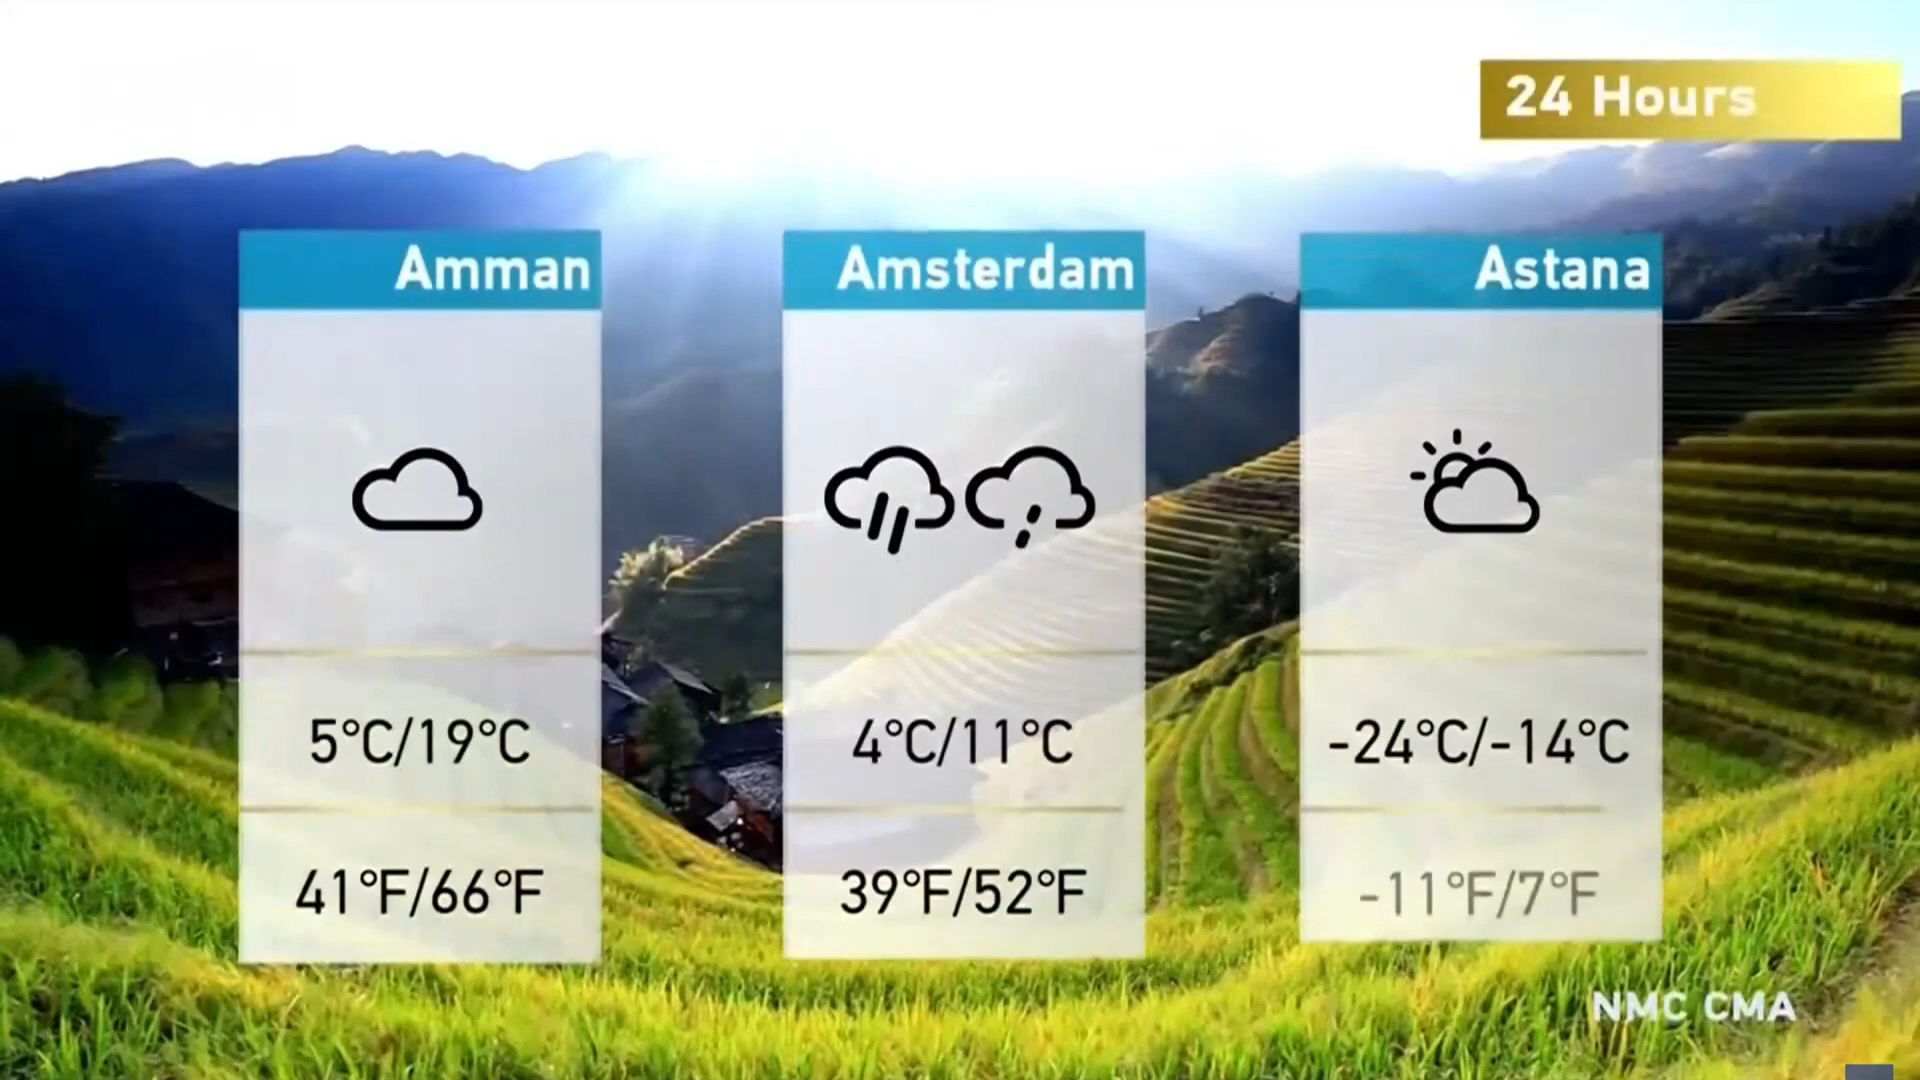 24 Hours
Amman
5°C/19°C
41°F/66°F
Amsterdam
4°C/11°C
39°F/52°F
Astana
-24°C/-14°C
-11°F/7°F
NMC CMA